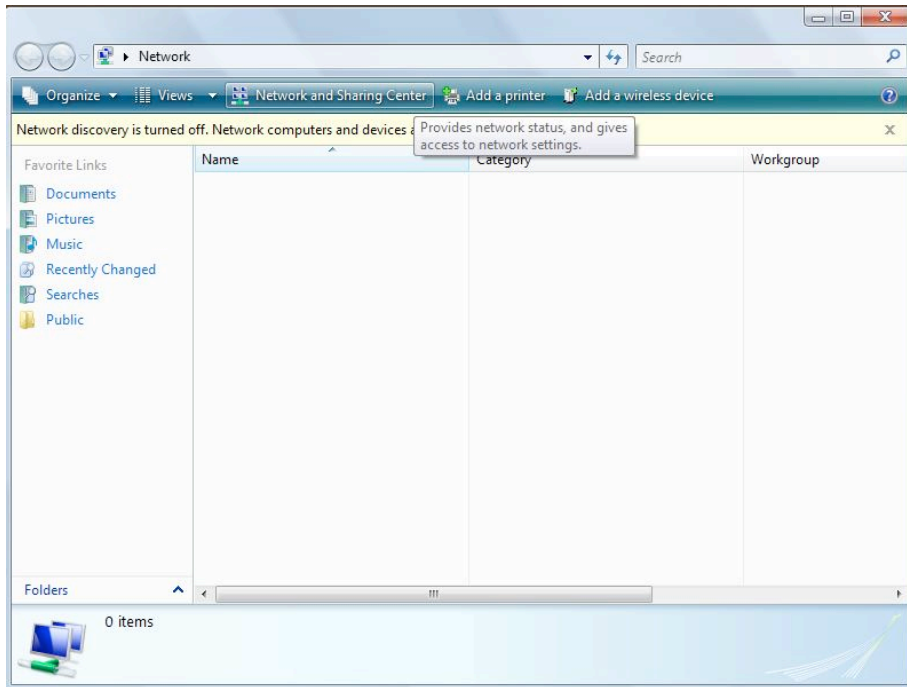 Network
Search
Organize
Views
Network and Sharing Center
Add a printer
Add a wireless device
Network discovery is turned off. Network computers and devices
Provides network status, and gives
access to network settings.
Favorite Links
Name
Category
Workgroup
Documents
Pictures
Music
Recently Changed
Searches
Public
Folders
0 items